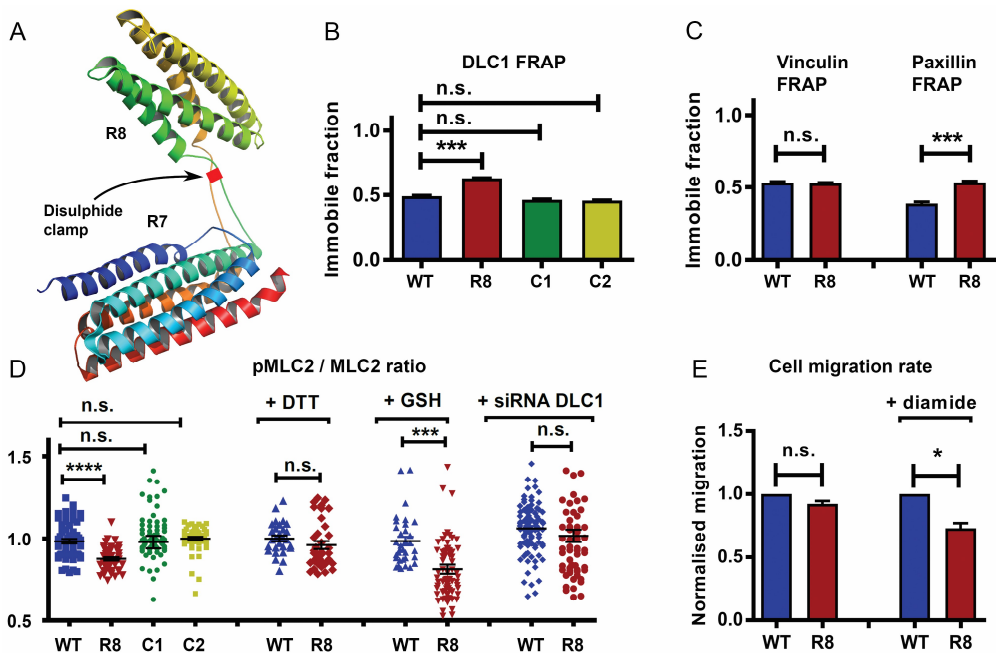 A
R8
Disulphide
clamp
R7
B
DLC1 FRAP
n.s.
n.s.
***
Immobile fraction
1.0
0.5
0.0
WT R8 C1 C2
C
Vinculin
FRAP
Paxillin
FRAP
n.s.
***
Immobile fraction
1.0
0.5
0.0
WT R8 WT R8
D
pMLC2 / MLC2 ratio
n.s.
n.s.
****
+ DTT
n.s.
+ GSH
***
+ siRNA DLC1
n.s.
1.5
1.0
0.5
WT R8 C1 C2 WT R8 WT R8 WT R8
E
Cell migration rate
+ diamide
n.s.
*
Normalised migration
1.5
1.0
0.5
0.0
WT R8 WT R8